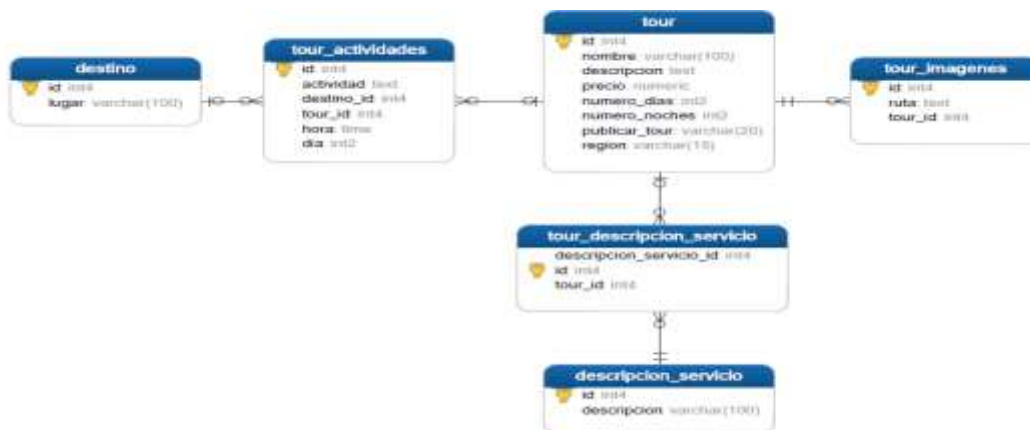 destino
id int4
lugar varchar(100)
tour_actividades
id int4
actividad text
destino_id int4
tour_id int4
hora time
dia int2
tour
id int4
nombre varchar(100)
descripcion text
precio numeric
numero_dias int2
numero_noches int2
publicar_tour varchar(20)
region varchar(15)
tour_imagenes
id int4
ruta text
tour_id int4
tour_descripcion_servicio
descripcion_servicio_id int4
id int4
tour_id int4
descripcion_servicio
id int4
descripcion varchar(100)